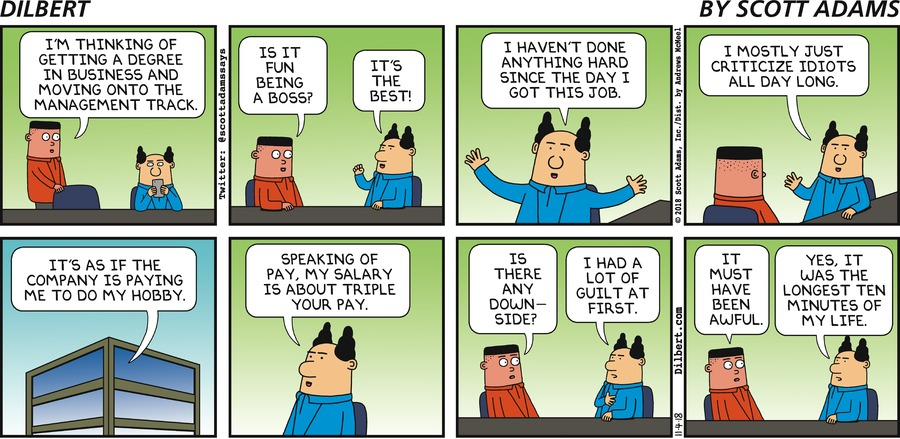 DILBERT
BY SCOTT ADAMS
I'M THINKING OF
GETTING A DEGREE
IN BUSINESS AND
MOVING ONTO THE
MANAGEMENT TRACK.
Twitter: @scottadamssays
IS IT
FUN
BEING
A BOSS?
IT'S
THE
BEST!
I HAVEN'T DONE
ANYTHING HARD
SINCE THE DAY I
GOT THIS JOB.
© 2018 Scott Adams, Inc./Dist. by Andrews McMeel
I MOSTLY JUST
CRITICIZE IDIOTS
ALL DAY LONG.
IT'S AS IF THE
COMPANY IS PAYING
ME TO DO MY HOBBY.
SPEAKING OF
PAY, MY SALARY
IS ABOUT TRIPLE
YOUR PAY.
IS
THERE
ANY
DOWN-
SIDE?
I HAD A
LOT OF
GUILT AT
FIRST.
11-4-18
Dilbert.com
IT
MUST
HAVE
BEEN
AWFUL.
YES, IT
WAS THE
LONGEST TEN
MINUTES OF
MY LIFE.